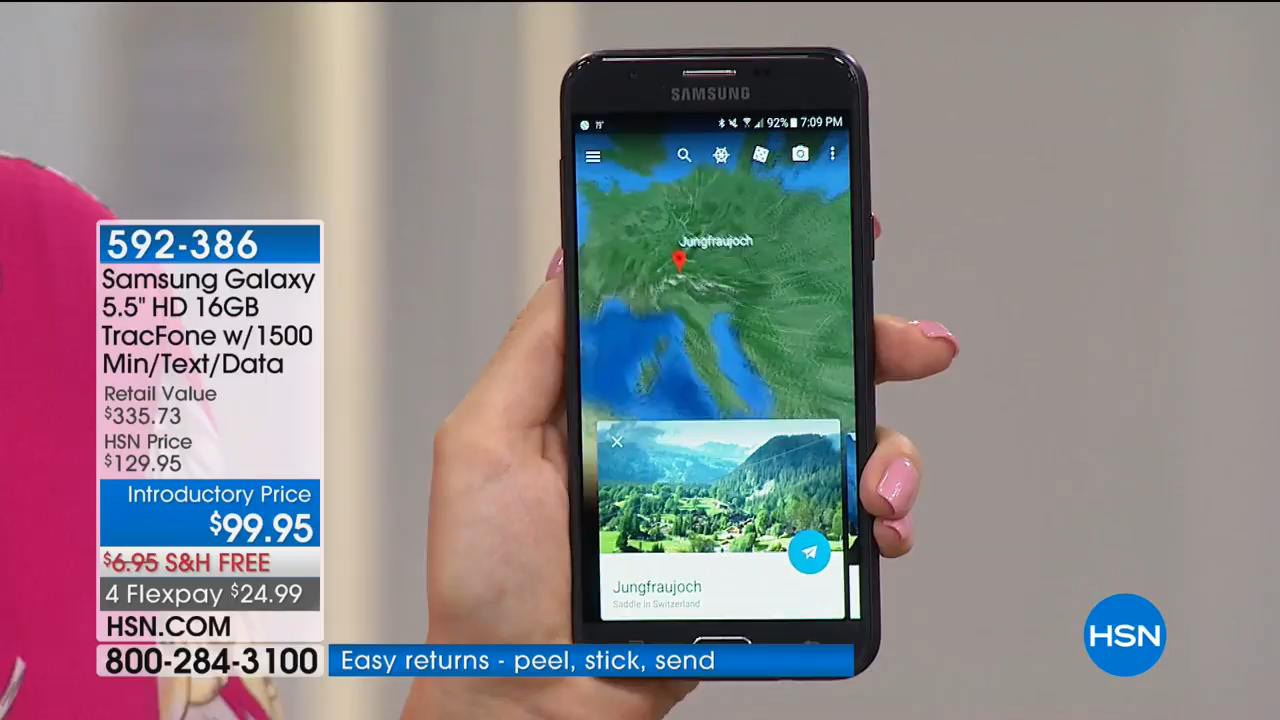 SAMSUNG
75°
92% 7:09 PM
Jungfraujoch
Jungfraujoch
Saddle in Switzerland
592-386
Samsung Galaxy
5.5" HD 16GB
TracFone w/1500
Min/Text/Data
Retail Value
$335.73
HSN Price
$129.95
Introductory Price
$99.95
$6.95 S&H FREE
4 Flexpay $24.99
HSN.COM
800-284-3100
Easy returns - peel, stick, send
HSN